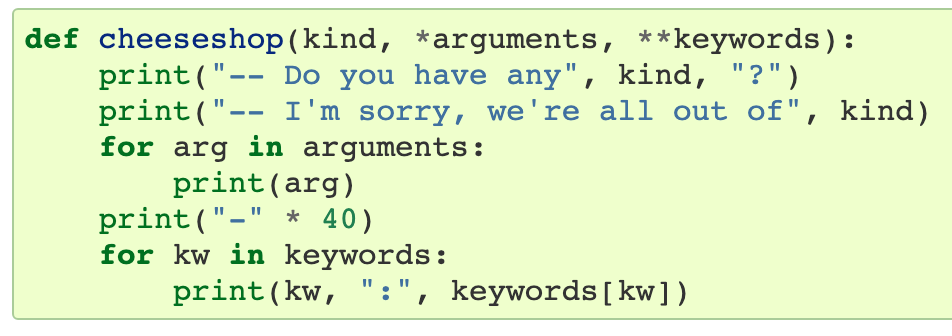 def cheeseshop(kind, *arguments, **keywords):
    print("-- Do you have any", kind, "?")
    print("-- I'm sorry, we're all out of", kind)
    for arg in arguments:
        print(arg)
    print("-" * 40)
    for kw in keywords:
        print(kw, ":", keywords[kw])